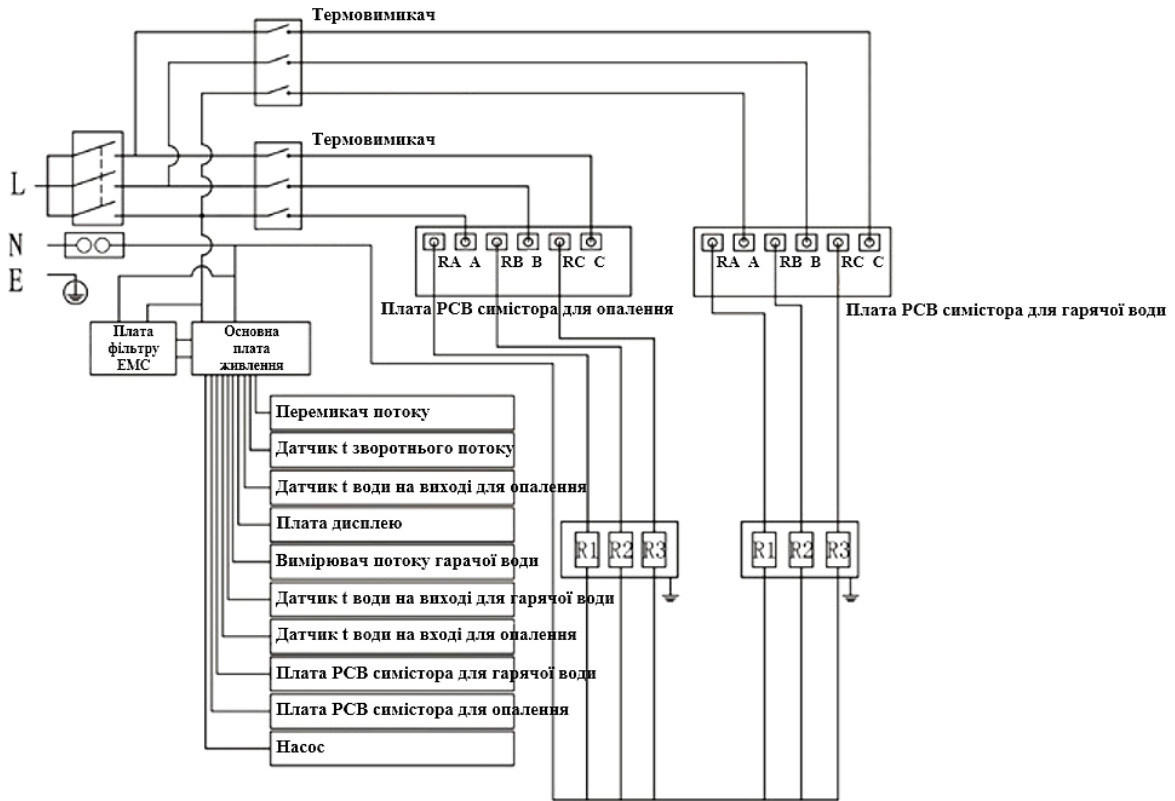 Термовимикач
Термовимикач
L
N
E
RA A RB B RC C
RA A RB B RC C
Плата PCB симістора для опалення
Плата PCB симістора для гарячої води
Плата
фільтру
ЕМС
Основна
плата
живлення
Перемикач потоку
Датчик t зворотнього потоку
Датчик t води на виході для опалення
Плата дисплею
Вимірювач потоку гарачої води
Датчик t води на виході для гарячої води
Датчик t води на вході для опалення
Плата PCB симістора для гарячої води
Плата PCB симістора для опалення
Насос
R1 R2 R3
R1 R2 R3